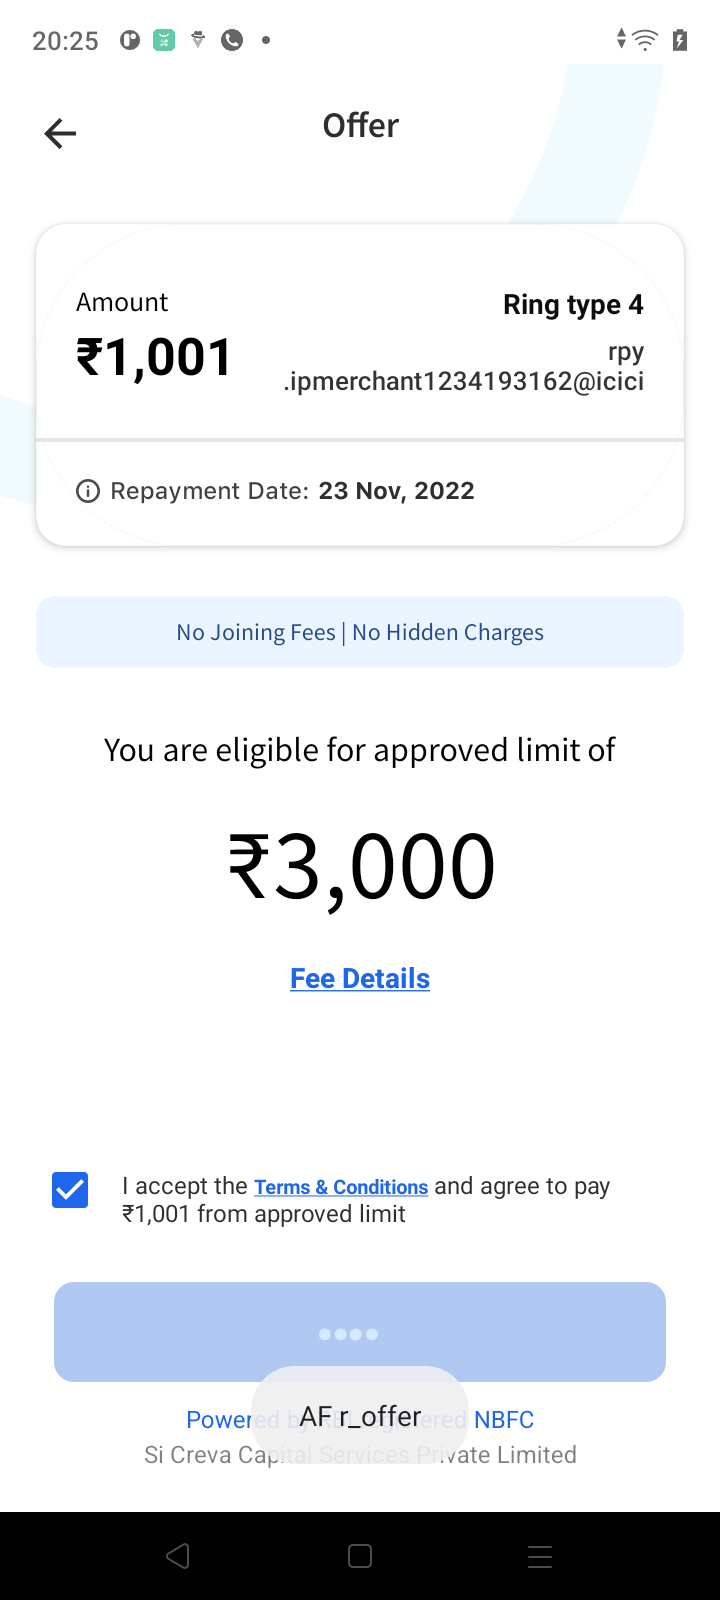 20:25
Offer
Amount
Ring type 4
₹1,001
rpy
.ipmerchant1234193162@icici
Repayment Date: 23 Nov, 2022
No Joining Fees | No Hidden Charges
You are eligible for approved limit of
₹3,000
Fee Details
I accept the Terms & Conditions and agree to pay
₹1,001 from approved limit
AF r_offer
Powered by RBI registered NBFC
Si Creva Capital Services Private Limited